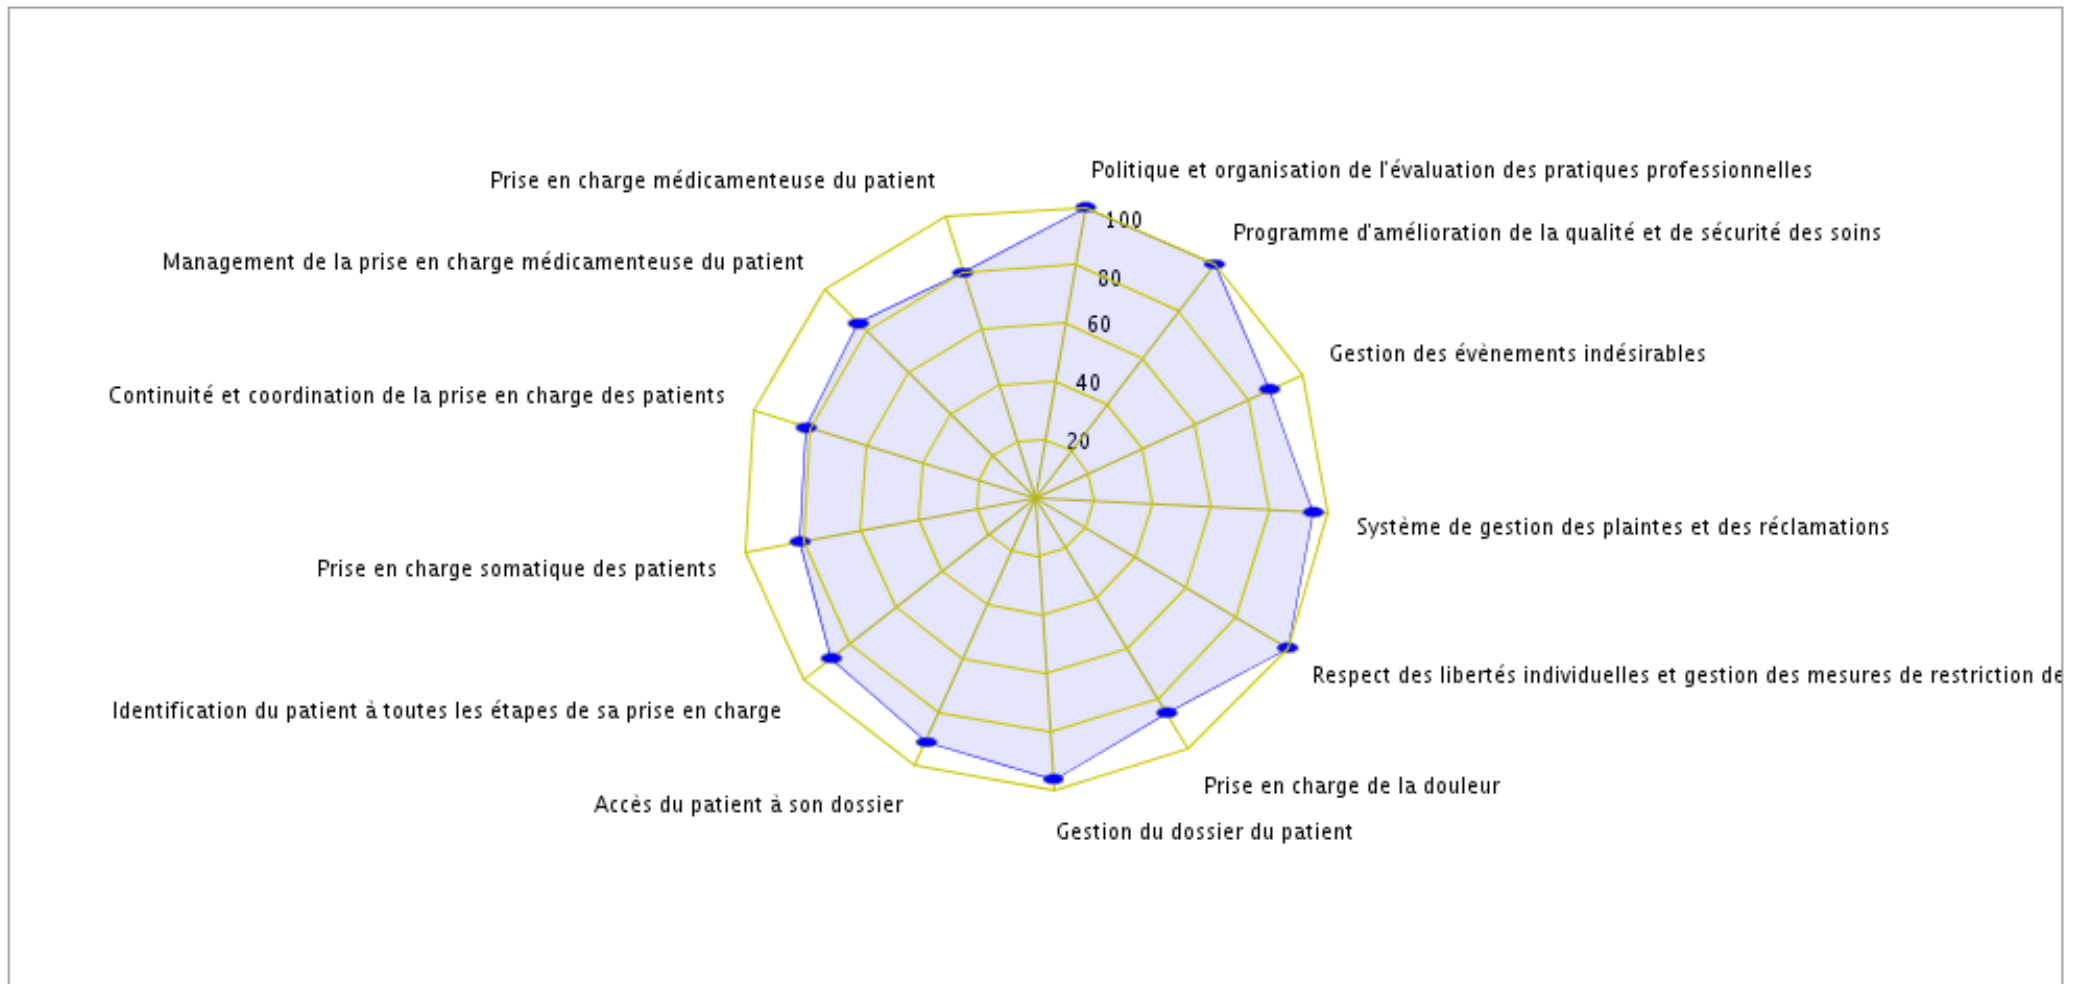 Politique et organisation de l'évaluation des pratiques professionnelles
Prise en charge médicamenteuse du patient
100
Programme d'amélioration de la qualité et de sécurité des soins
Management de la prise en charge médicamenteuse du patient
80
60
Gestion des évènements indésirables
40
Continuité et coordination de la prise en charge des patients
20
Système de gestion des plaintes et des réclamations
Prise en charge somatique des patients
Respect des libertés individuelles et gestion des mesures de restriction de
Identification du patient à toutes les étapes de sa prise en charge
Prise en charge de la douleur
Accès du patient à son dossier
Gestion du dossier du patient